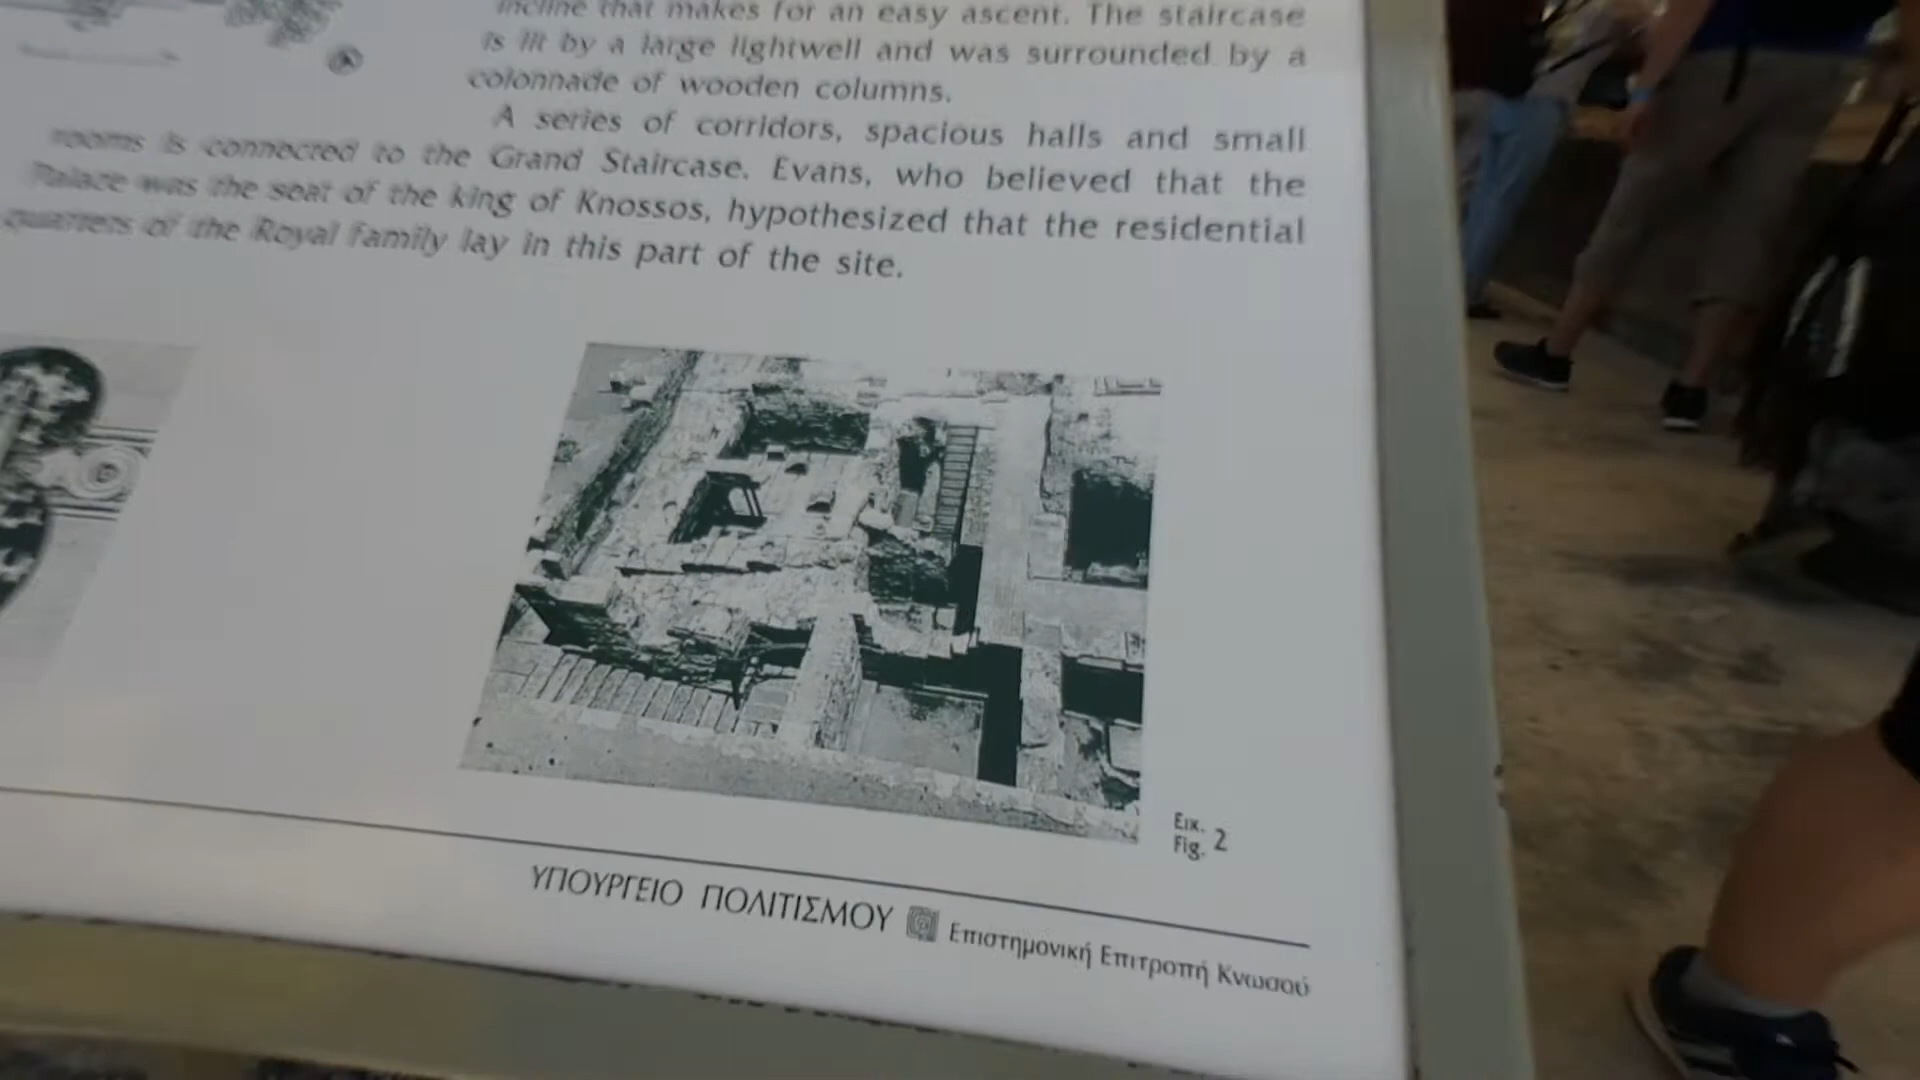 incline that makes for an easy ascent. The staircase
is lit by a large lightwell and was surrounded by a
colonnade of wooden columns.
A series of corridors, spacious halls and small
rooms is connected to the Grand Staircase. Evans, who believed that the
Palace was the seat of the king of Knossos, hypothesized that the residential
quarters of the Royal family lay in this part of the site.
Εικ.
Fig. 2
ΥΠΟΥΡΓΕΙΟ ΠΟΛΙΤΙΣΜΟΥ Επιστημονική Επιτροπή Κνωσού